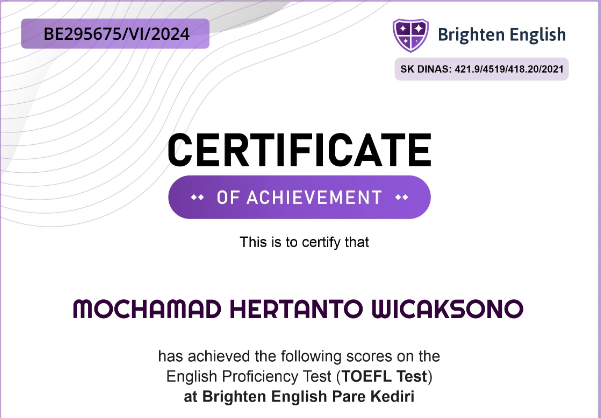 BE295675/VI/2024
Brighten English
SK DINAS: 421.9/4519/418.20/2021
CERTIFICATE
OF ACHIEVEMENT
This is to certify that
MOCHAMAD HERTANTO WICAKSONO
has achieved the following scores on the
English Proficiency Test (TOEFL Test)
at Brighten English Pare Kediri